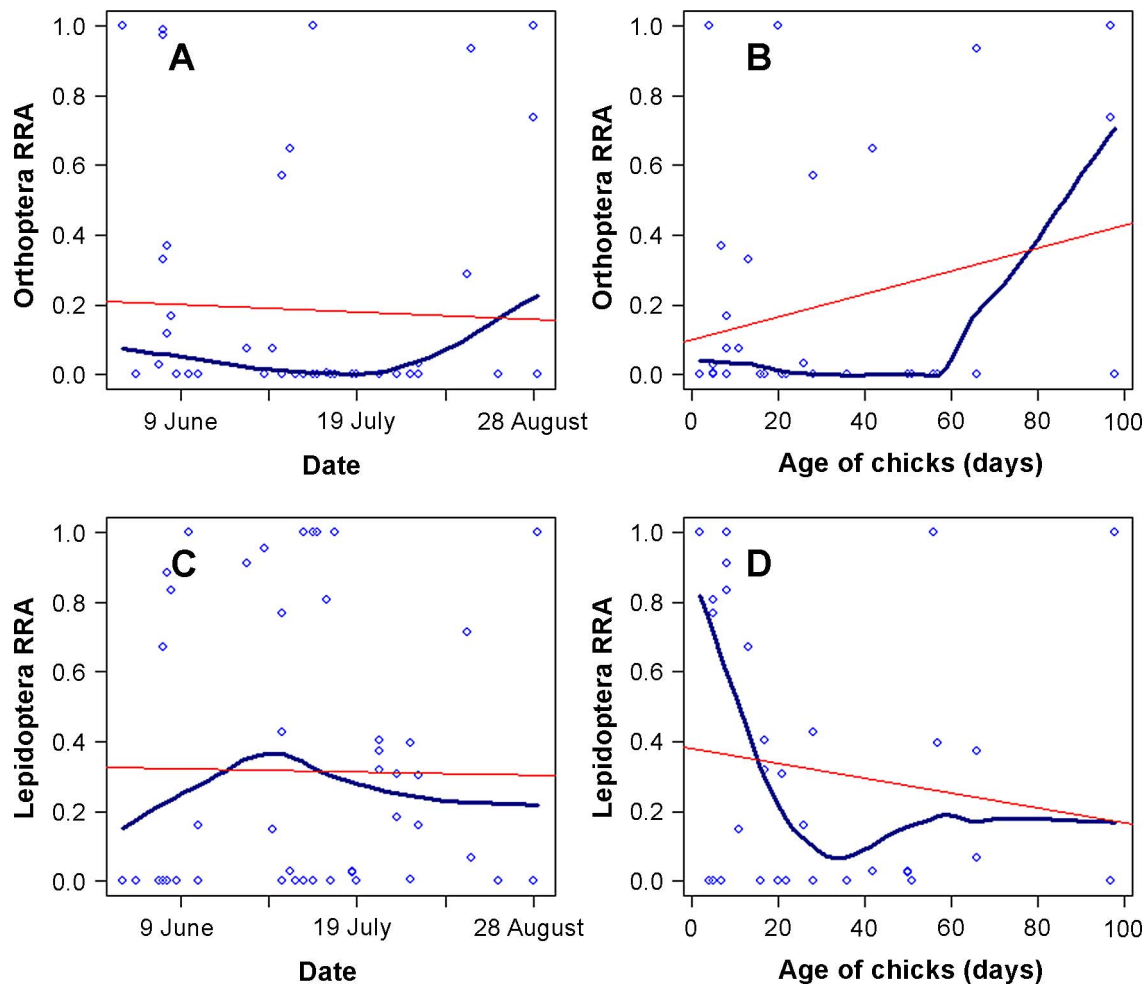 A
Orthoptera RRA
1.0
0.8
0.6
0.4
0.2
0.0
9 June
19 July
28 August
Date
B
Orthoptera RRA
1.0
0.8
0.6
0.4
0.2
0.0
0
20
40
60
80
100
Age of chicks (days)
C
Lepidoptera RRA
1.0
0.8
0.6
0.4
0.2
0.0
9 June
19 July
28 August
Date
D
Lepidoptera RRA
1.0
0.8
0.6
0.4
0.2
0.0
0
20
40
60
80
100
Age of chicks (days)